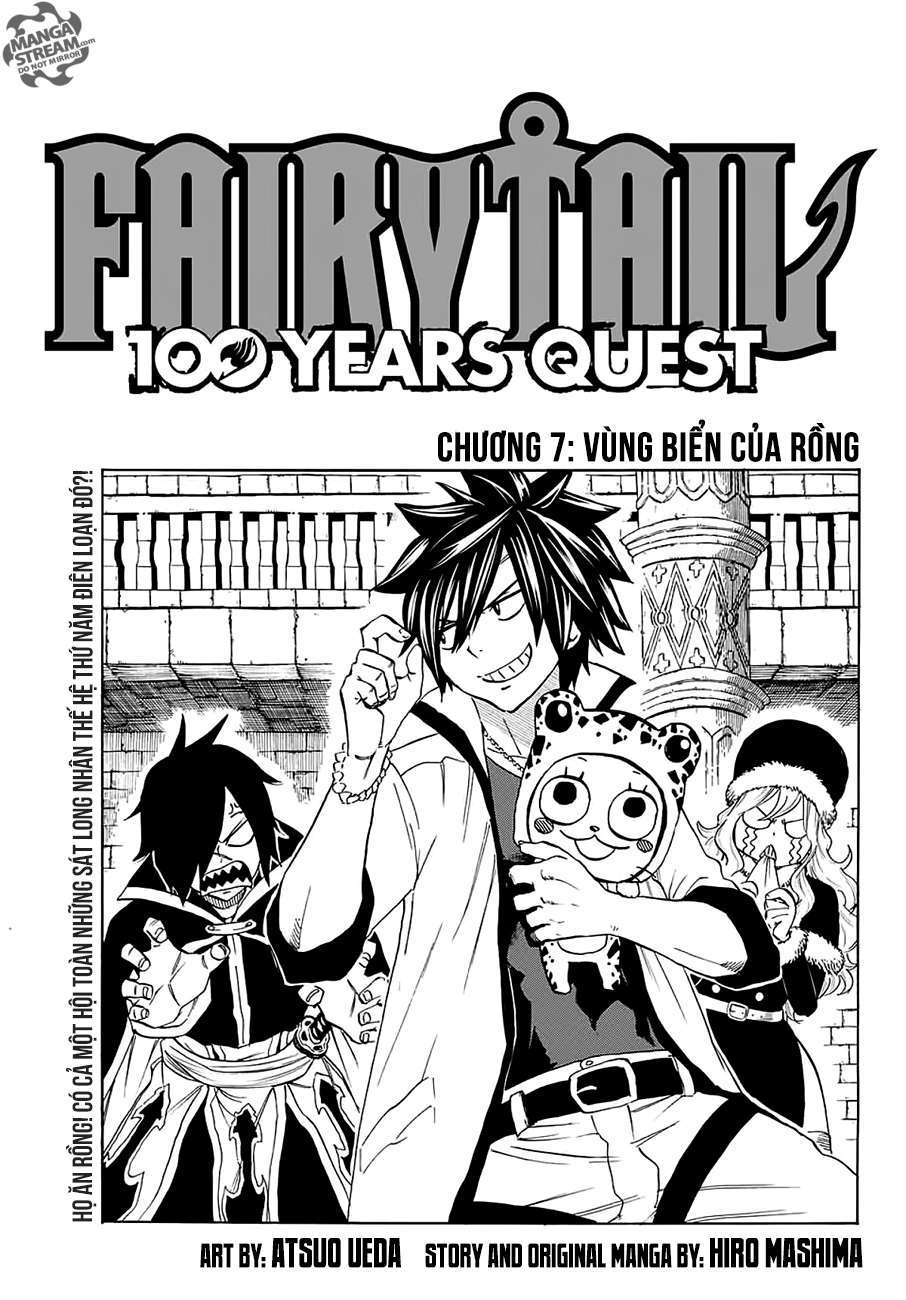 MANGA
STREAM.com
DO NOT MIRROR
FAIRY TAIL
100 YEARS QUEST
CHƯƠNG 7: VÙNG BIỂN CỦA RỒNG
HỌ ĂN RỒNG! CÓ CẢ MỘT HỘI TOÀN NHỮNG SÁT LONG NHÂN THẾ HỆ THỨ NĂM ĐIÊN LOẠN ĐÓ?!
ART BY: ATSUO UEDA STORY AND ORIGINAL MANGA BY: HIRO MASHIMA